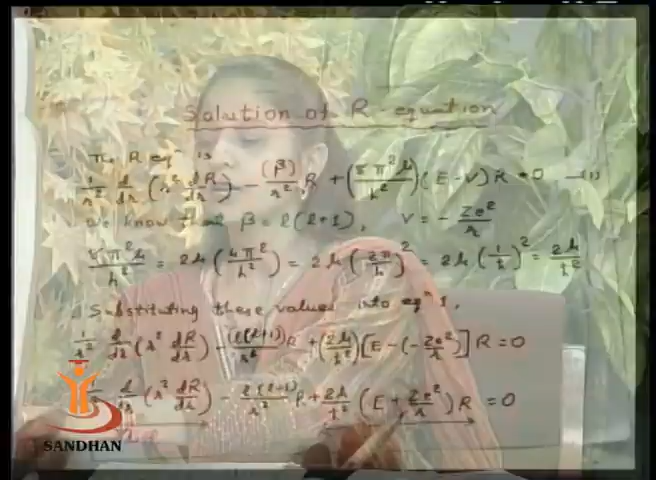 Solution of R-equation
The R eqⁿ is
1/r² d/dr (r² dR/dr) - (β)/r² R + (8π²μ/h²)(E-V)R = 0 —(1)
We know that β = l(l+1), V = - Ze²/r
8π²μ/h² = 2μ(4π²/h²) = 2μ(2π/h)² = 2μ(1/ħ)² = 2μ/ħ²
Substituting these values into eqⁿ 1,
1/r² d/dr (r² dR/dr) - l(l+1)/r² R + (2μ/ħ²)[E-(-Ze²/r)]R = 0
d/dr (r² dR/dr) - l(l+1)/r² R + 2μ/ħ² (E + Ze²/r)R = 0
SANDHAN